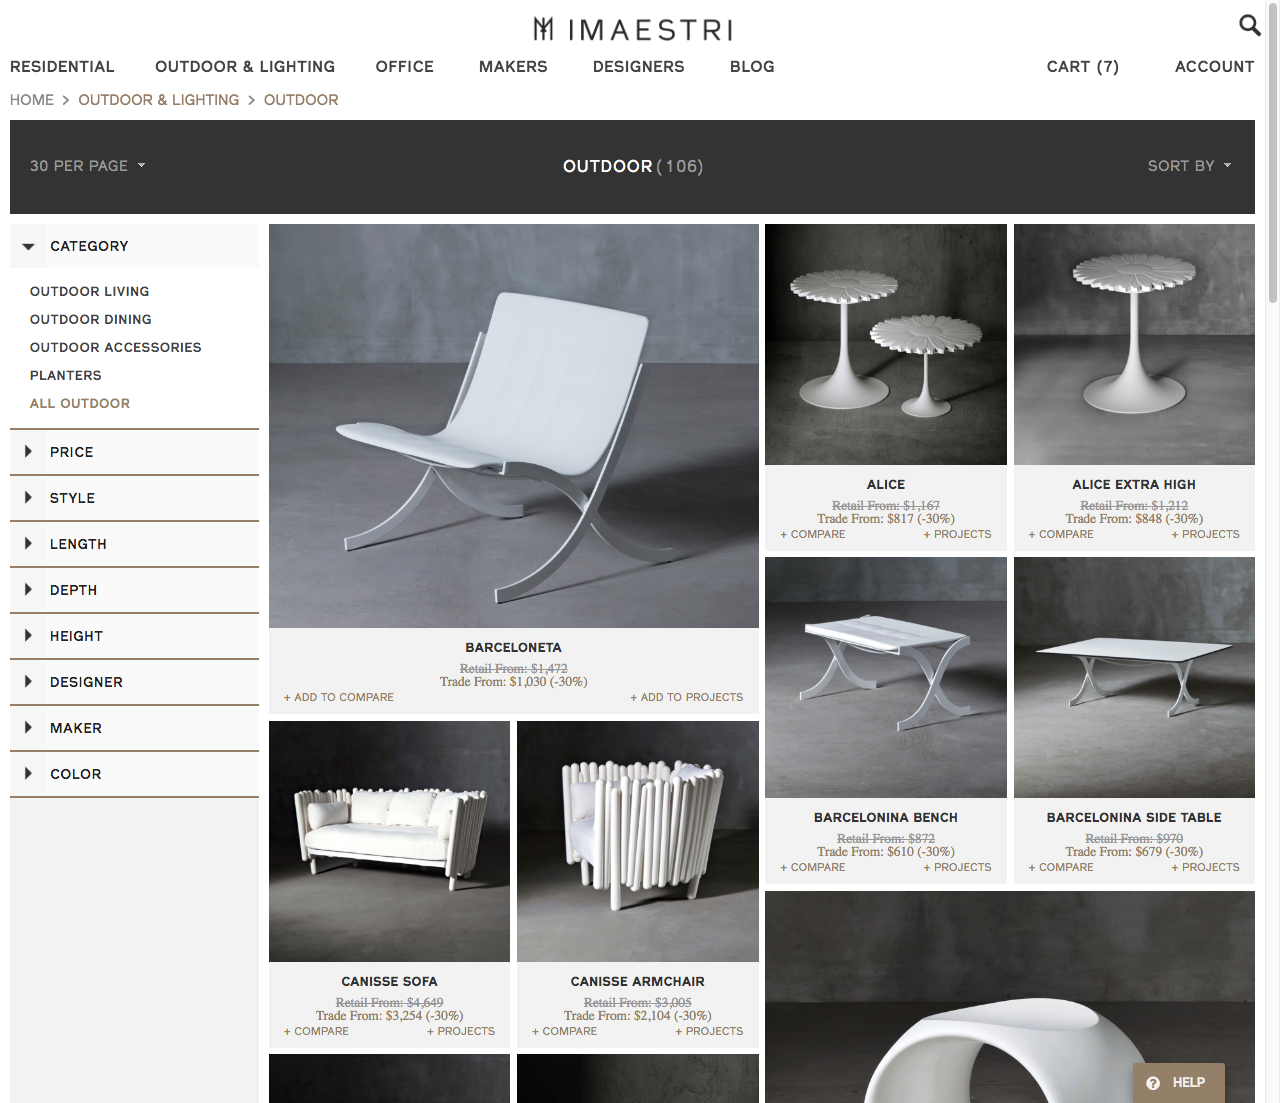 IMAESTRI
RESIDENTIAL OUTDOOR & LIGHTING OFFICE MAKERS DESIGNERS BLOG CART (7) ACCOUNT
HOME > OUTDOOR & LIGHTING > OUTDOOR
30 PER PAGE OUTDOOR (106) SORT BY
CATEGORY
OUTDOOR LIVING
OUTDOOR DINING
OUTDOOR ACCESSORIES
PLANTERS
ALL OUTDOOR
PRICE
STYLE
LENGTH
DEPTH
HEIGHT
DESIGNER
MAKER
COLOR
BARCELONETA
Retail From: $1,472
Trade From: $1,030 (-30%)
+ ADD TO COMPARE + ADD TO PROJECTS
ALICE
Retail From: $1,167
Trade From: $817 (-30%)
+ COMPARE + PROJECTS
ALICE EXTRA HIGH
Retail From: $1,212
Trade From: $848 (-30%)
+ COMPARE + PROJECTS
BARCELONINA BENCH
Retail From: $872
Trade From: $610 (-30%)
+ COMPARE + PROJECTS
BARCELONINA SIDE TABLE
Retail From: $970
Trade From: $679 (-30%)
+ COMPARE + PROJECTS
CANISSE SOFA
Retail From: $4,649
Trade From: $3,254 (-30%)
+ COMPARE + PROJECTS
CANISSE ARMCHAIR
Retail From: $3,005
Trade From: $2,104 (-30%)
+ COMPARE + PROJECTS
? HELP